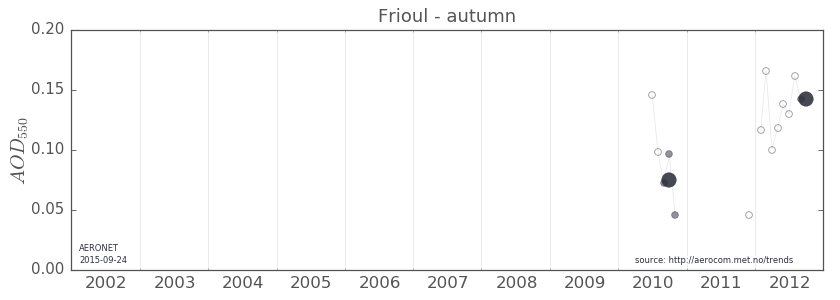 Frioul - autumn
0.20
0.15
0.10
0.05
0.00
AOD550
AERONET
2015-09-24
source: http://aerocom.met.no/trends
2002 2003 2004 2005 2006 2007 2008 2009 2010 2011 2012